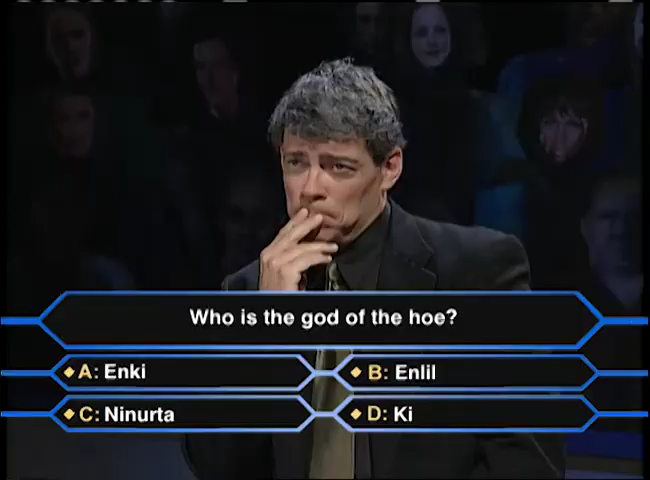 Who is the god of the hoe?
A: Enki
B: Enlil
C: Ninurta
D: Ki